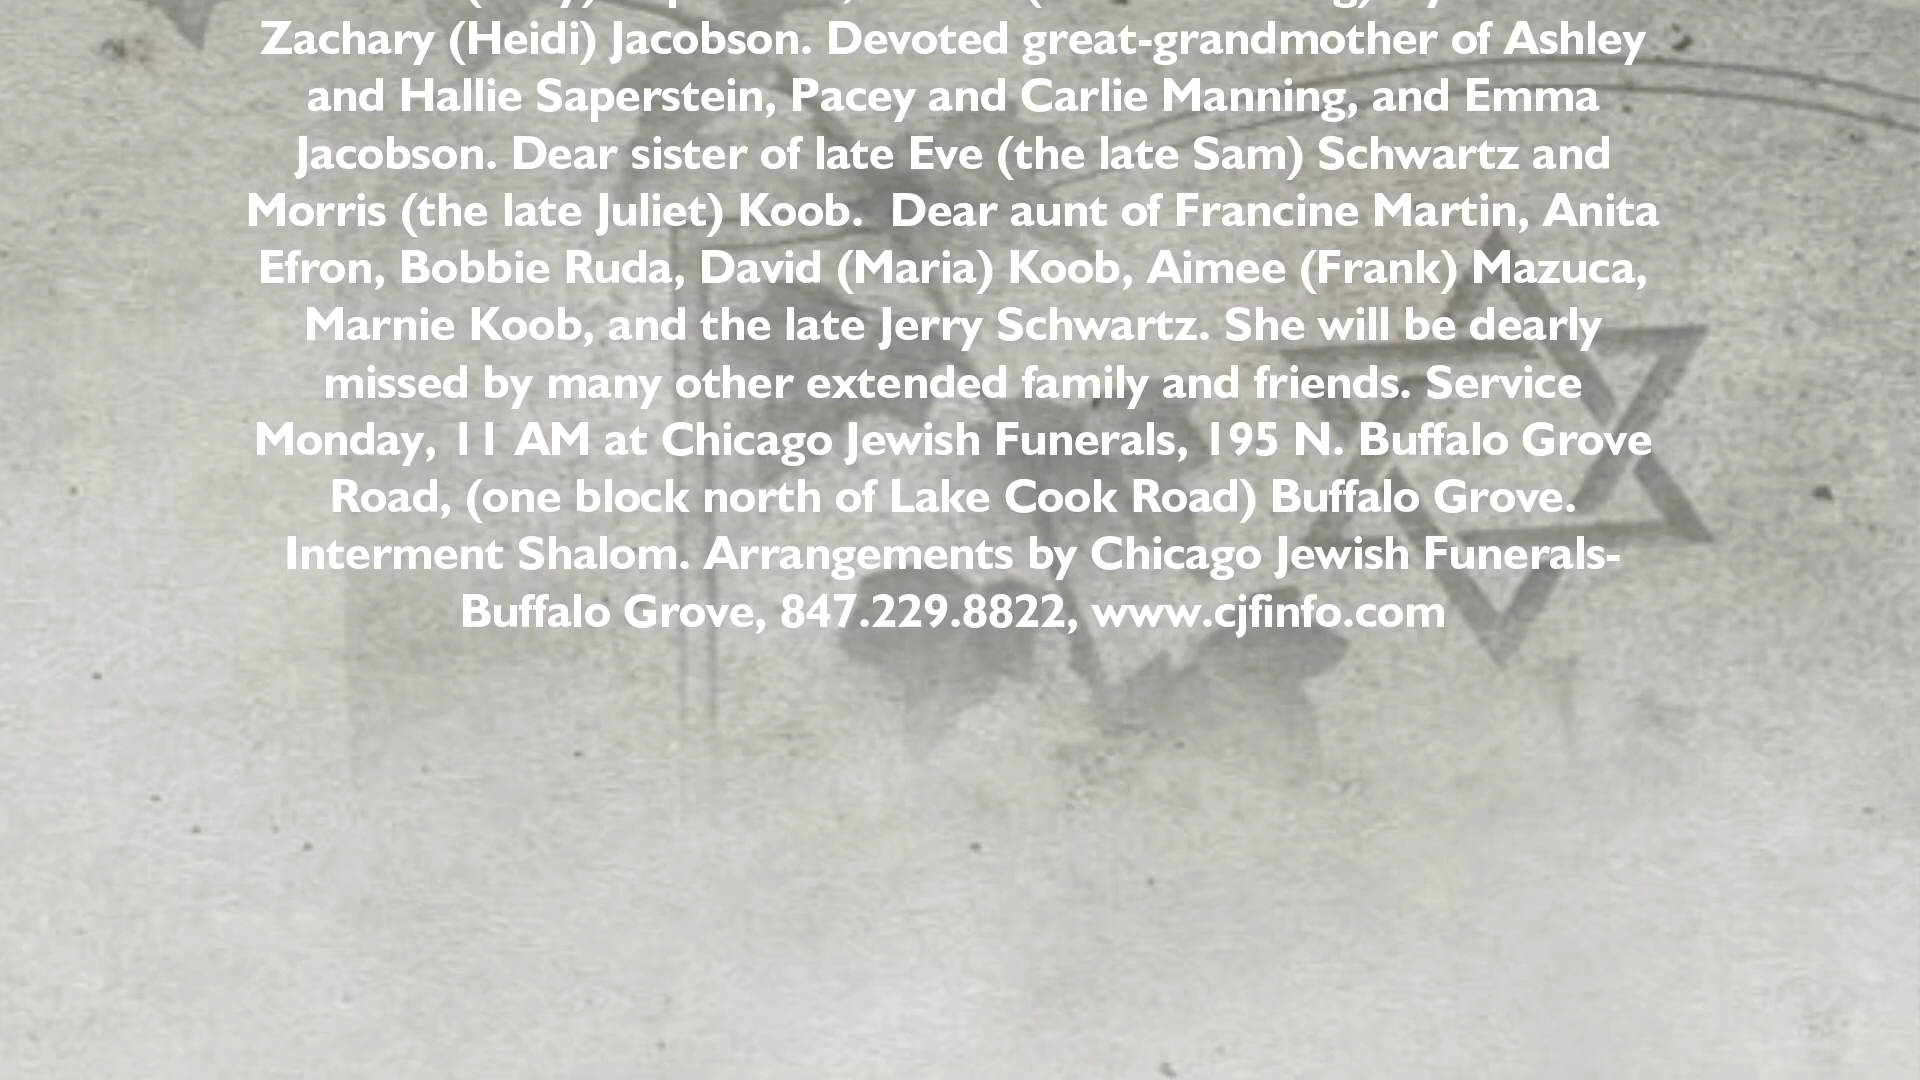 Zachary (Heidi) Jacobson. Devoted great-grandmother of Ashley
and Hallie Saperstein, Pacey and Carlie Manning, and Emma
Jacobson. Dear sister of late Eve (the late Sam) Schwartz and
Morris (the late Juliet) Koob.  Dear aunt of Francine Martin, Anita
Efron, Bobbie Ruda, David (Maria) Koob, Aimee (Frank) Mazuca,
Marnie Koob, and the late Jerry Schwartz. She will be dearly
missed by many other extended family and friends. Service
Monday, 11 AM at Chicago Jewish Funerals, 195 N. Buffalo Grove
Road, (one block north of Lake Cook Road) Buffalo Grove.
Interment Shalom. Arrangements by Chicago Jewish Funerals-
Buffalo Grove, 847.229.8822, www.cjfinfo.com